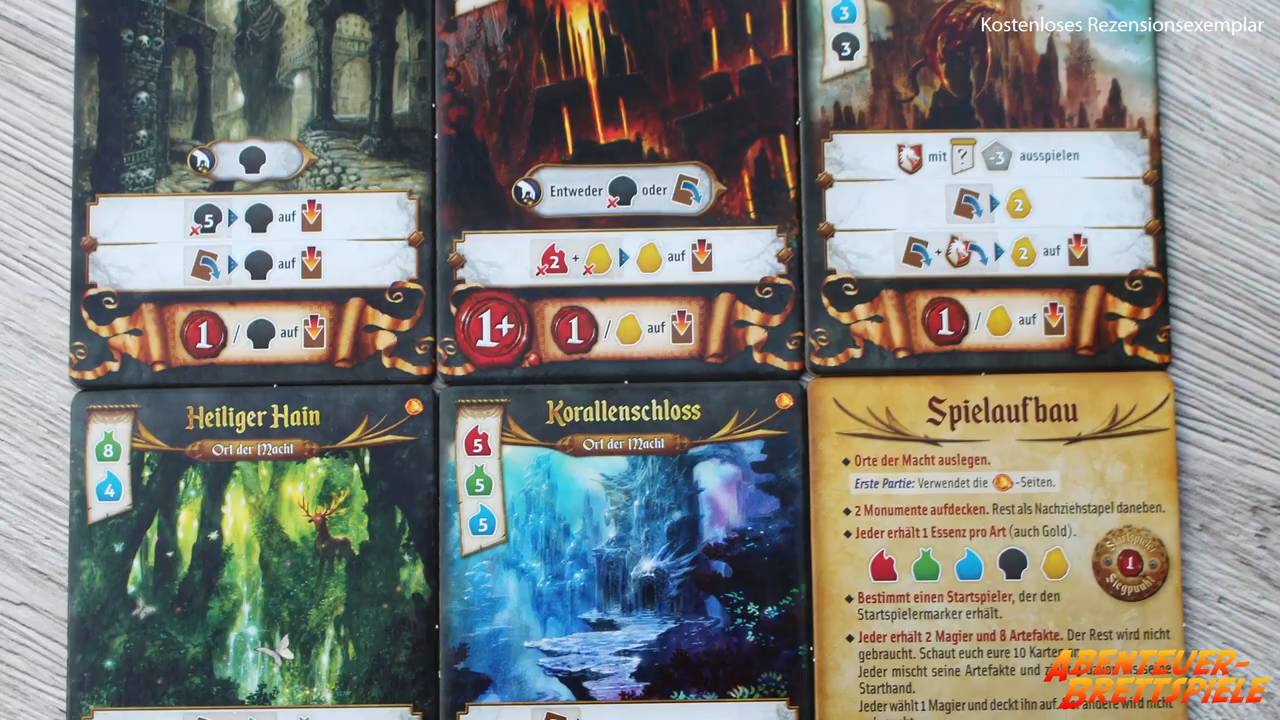 Kostenloses Rezensionsexemplar
5
auf
auf
1 / auf
Entweder oder
2 + auf
1+ 1 / auf
3
3
mit ? -3 ausspielen
2
+ 2 auf
1 / auf
Heiliger Hain
Ort der Macht
8
4
Korallenschloss
Ort der Macht
5
5
5
Spielaufbau
◆ Orte der Macht auslegen.
Erste Partie: Verwendet die -Seiten.
◆ 2 Monumente aufdecken. Rest als Nachziehstapel daneben.
◆ Jeder erhält 1 Essenz pro Art (auch Gold).
Startspieler
1
Siegpunkt
◆ Bestimmt einen Startspieler, der den
Startspielermarker erhält.
◆ Jeder erhält 2 Magier und 8 Artefakte. Der Rest wird nicht
gebraucht. Schaut euch eure 10 Karten
Jeder mischt seine Artefakte und
Starthand.
Jeder wählt 1 Magier und deckt ihn auf. nicht
ABENTEUER-
BRETTSPIELE